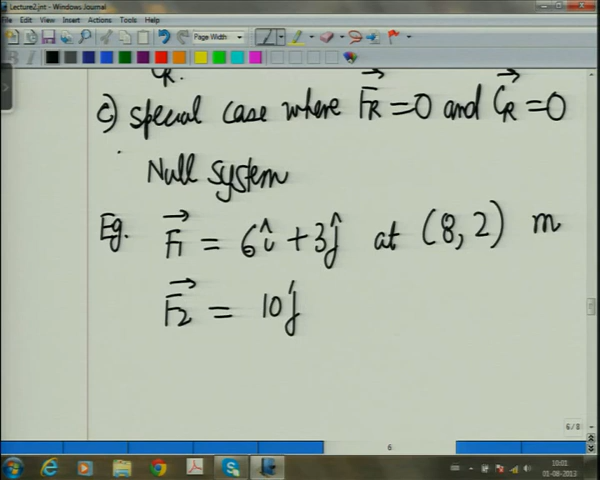 Lecture2.jnt - Windows Journal
File Edit View Insert Actions Tools Help
Page Width
CR.
c) special case where F⃗R = 0 and C⃗R = 0
Null system
Eg. F⃗1 = 6î + 3ĵ at (8, 2) m
F⃗2 = 10ĵ
6/8
6
10:01
01-08-2013